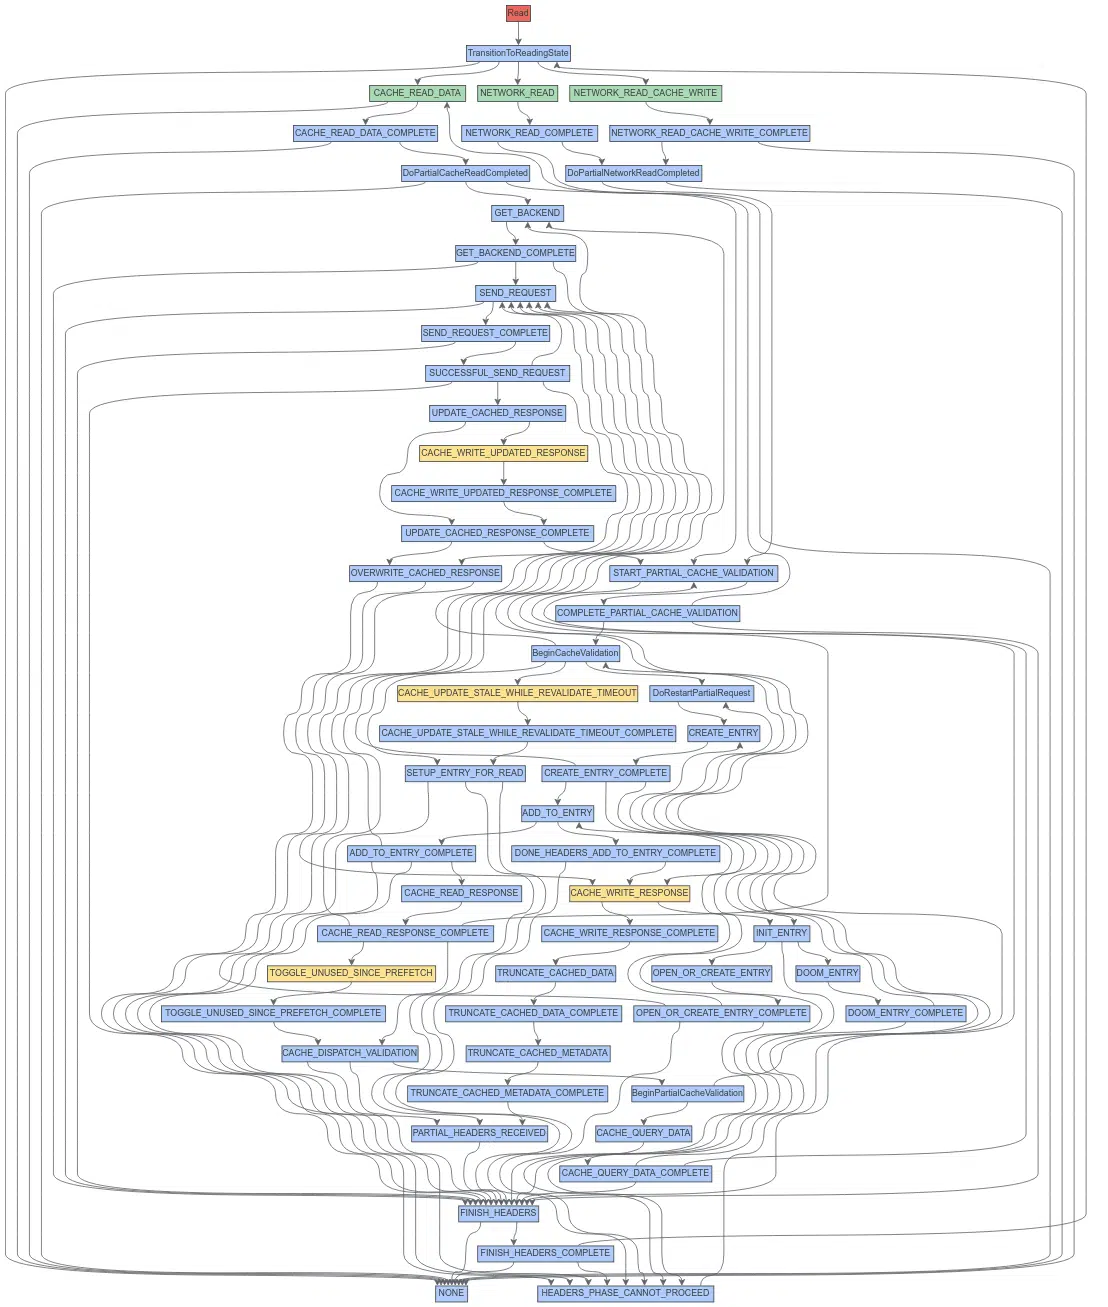 Read
TransitionToReadingState
CACHE_READ_DATA
NETWORK_READ
NETWORK_READ_CACHE_WRITE
CACHE_READ_DATA_COMPLETE
NETWORK_READ_COMPLETE
NETWORK_READ_CACHE_WRITE_COMPLETE
DoPartialCacheReadCompleted
DoPartialNetworkReadCompleted
GET_BACKEND
GET_BACKEND_COMPLETE
SEND_REQUEST
SEND_REQUEST_COMPLETE
SUCCESSFUL_SEND_REQUEST
UPDATE_CACHED_RESPONSE
CACHE_WRITE_UPDATED_RESPONSE
CACHE_WRITE_UPDATED_RESPONSE_COMPLETE
UPDATE_CACHED_RESPONSE_COMPLETE
OVERWRITE_CACHED_RESPONSE
START_PARTIAL_CACHE_VALIDATION
COMPLETE_PARTIAL_CACHE_VALIDATION
BeginCacheValidation
CACHE_UPDATE_STALE_WHILE_REVALIDATE_TIMEOUT
DoRestartPartialRequest
CACHE_UPDATE_STALE_WHILE_REVALIDATE_TIMEOUT_COMPLETE
CREATE_ENTRY
SETUP_ENTRY_FOR_READ
CREATE_ENTRY_COMPLETE
ADD_TO_ENTRY
ADD_TO_ENTRY_COMPLETE
DONE_HEADERS_ADD_TO_ENTRY_COMPLETE
CACHE_READ_RESPONSE
CACHE_WRITE_RESPONSE
CACHE_READ_RESPONSE_COMPLETE
CACHE_WRITE_RESPONSE_COMPLETE
INIT_ENTRY
TOGGLE_UNUSED_SINCE_PREFETCH
TRUNCATE_CACHED_DATA
OPEN_OR_CREATE_ENTRY
DOOM_ENTRY
TOGGLE_UNUSED_SINCE_PREFETCH_COMPLETE
TRUNCATE_CACHED_DATA_COMPLETE
OPEN_OR_CREATE_ENTRY_COMPLETE
DOOM_ENTRY_COMPLETE
CACHE_DISPATCH_VALIDATION
TRUNCATE_CACHED_METADATA
TRUNCATE_CACHED_METADATA_COMPLETE
BeginPartialCacheValidation
PARTIAL_HEADERS_RECEIVED
CACHE_QUERY_DATA
CACHE_QUERY_DATA_COMPLETE
FINISH_HEADERS
FINISH_HEADERS_COMPLETE
NONE
HEADERS_PHASE_CANNOT_PROCEED